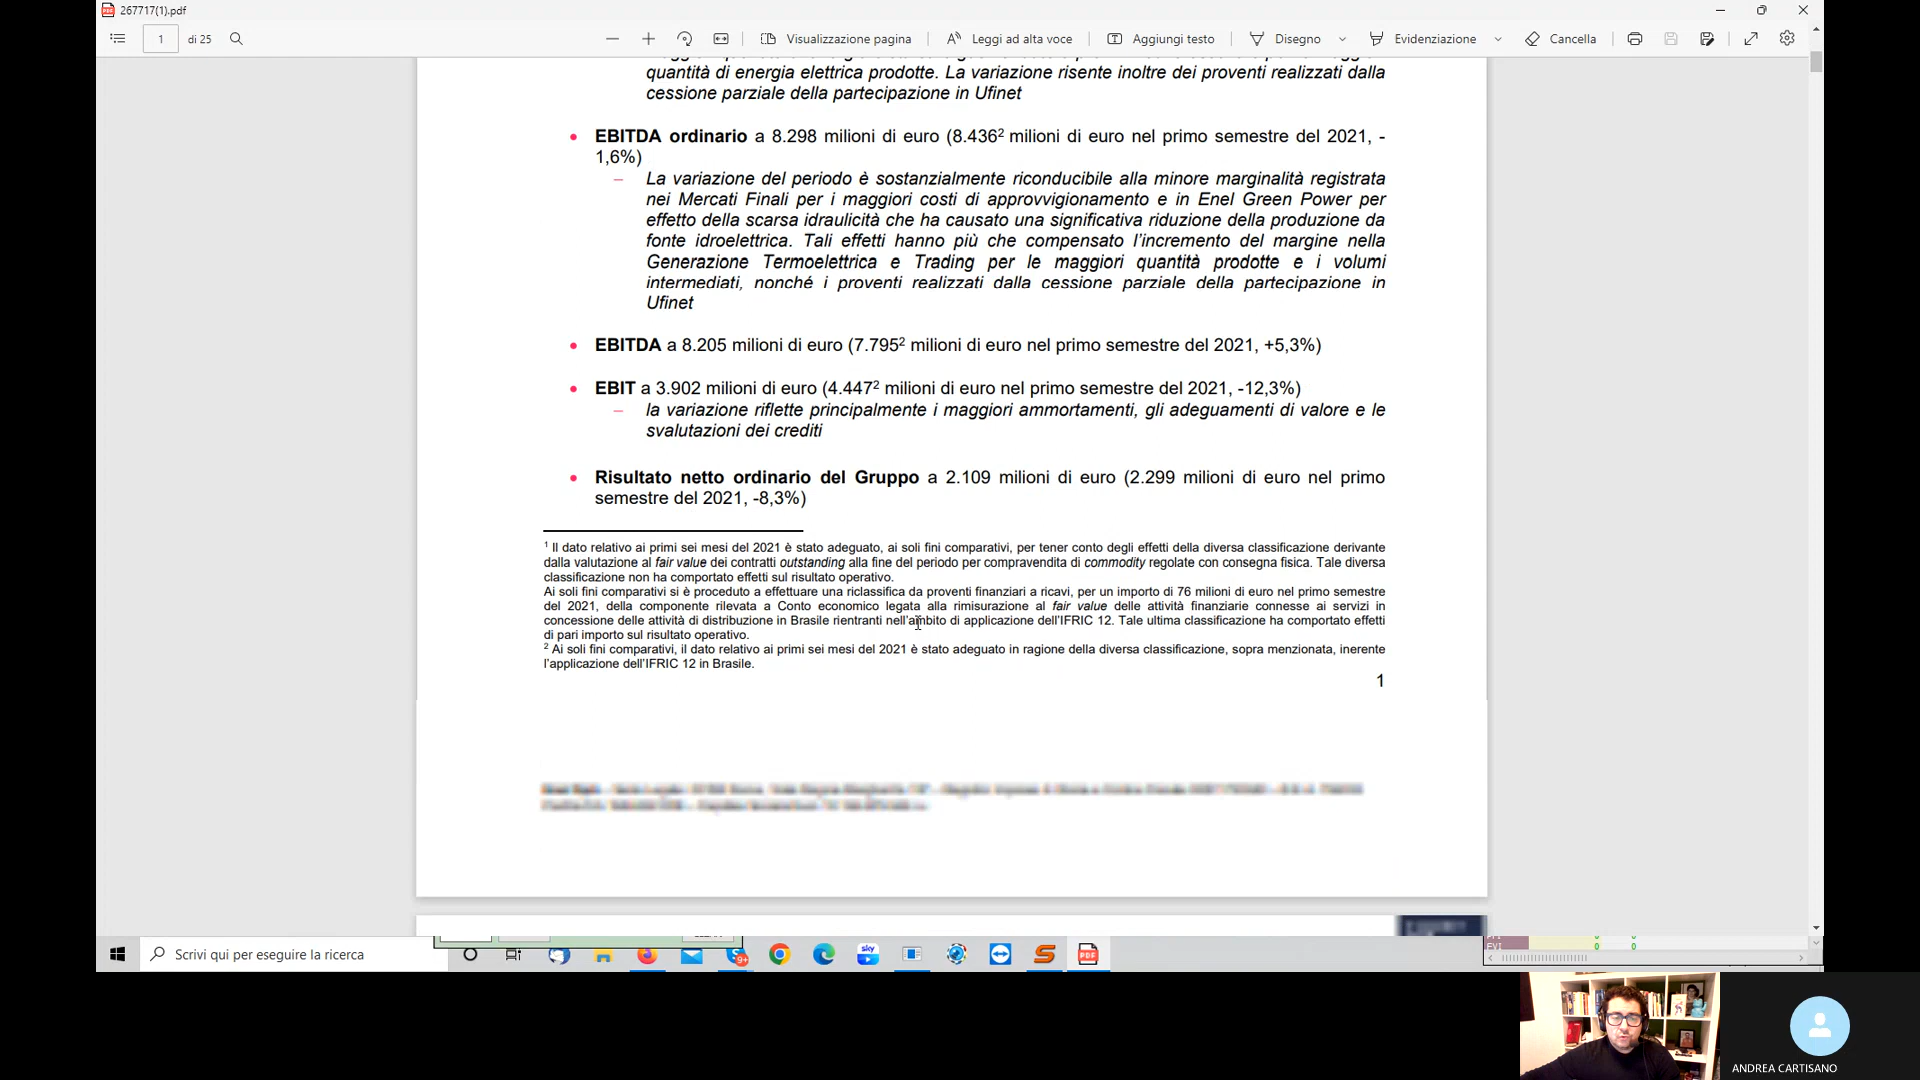 267717(1).pdf
1
di 25
Visualizzazione pagina
Leggi ad alta voce
Aggiungi testo
Disegno
Evidenziazione
Cancella
quantità di energia elettrica prodotte. La variazione risente inoltre dei proventi realizzati dalla
cessione parziale della partecipazione in Ufinet
• EBITDA ordinario a 8.298 milioni di euro (8.436² milioni di euro nel primo semestre del 2021, -
1,6%)
– La variazione del periodo è sostanzialmente riconducibile alla minore marginalità registrata
nei Mercati Finali per i maggiori costi di approvvigionamento e in Enel Green Power per
effetto della scarsa idraulicità che ha causato una significativa riduzione della produzione da
fonte idroelettrica. Tali effetti hanno più che compensato l’incremento del margine nella
Generazione Termoelettrica e Trading per le maggiori quantità prodotte e i volumi
intermediati, nonché i proventi realizzati dalla cessione parziale della partecipazione in
Ufinet
• EBITDA a 8.205 milioni di euro (7.795² milioni di euro nel primo semestre del 2021, +5,3%)
• EBIT a 3.902 milioni di euro (4.447² milioni di euro nel primo semestre del 2021, -12,3%)
– la variazione riflette principalmente i maggiori ammortamenti, gli adeguamenti di valore e le
svalutazioni dei crediti
• Risultato netto ordinario del Gruppo a 2.109 milioni di euro (2.299 milioni di euro nel primo
semestre del 2021, -8,3%)
¹ Il dato relativo ai primi sei mesi del 2021 è stato adeguato, ai soli fini comparativi, per tener conto degli effetti della diversa classificazione derivante
dalla valutazione al fair value dei contratti outstanding alla fine del periodo per compravendita di commodity regolate con consegna fisica. Tale diversa
classificazione non ha comportato effetti sul risultato operativo.
Ai soli fini comparativi si è proceduto a effettuare una riclassifica da proventi finanziari a ricavi, per un importo di 76 milioni di euro nel primo semestre
del 2021, della componente rilevata a Conto economico legata alla rimisurazione al fair value delle attività finanziarie connesse ai servizi in
concessione delle attività di distribuzione in Brasile rientranti nell’ambito di applicazione dell’IFRIC 12. Tale ultima classificazione ha comportato effetti
di pari importo sul risultato operativo.
² Ai soli fini comparativi, il dato relativo ai primi sei mesi del 2021 è stato adeguato in ragione della diversa classificazione, sopra menzionata, inerente
l’applicazione dell’IFRIC 12 in Brasile.
1
EVI 0 0
Scrivi qui per eseguire la ricerca
sky
9+
PDF
ANDREA CARTISANO